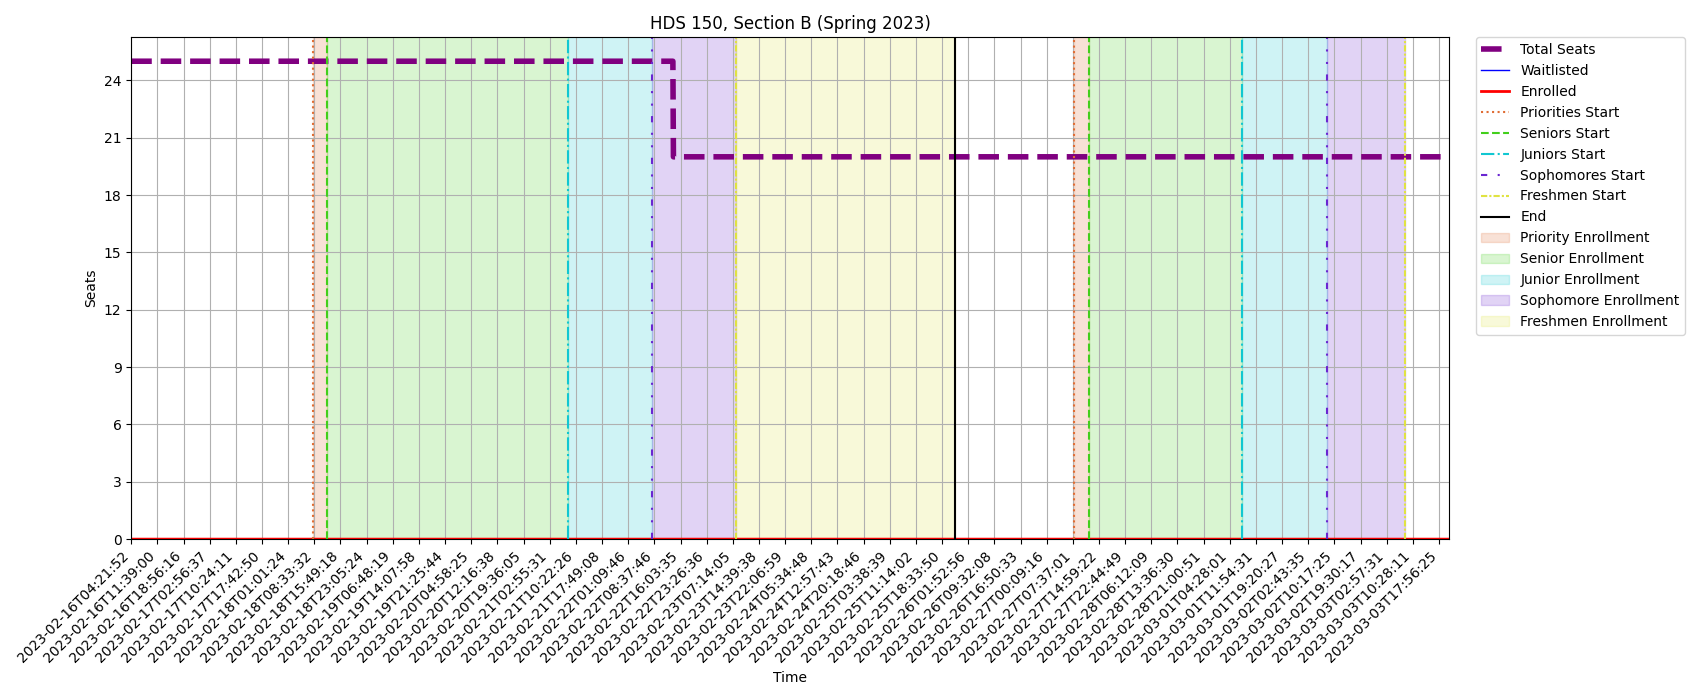 HDS 150, Section B (Spring 2023)
Seats
24
21
18
15
12
9
6
3
0
2023-02-16T04:21:52
2023-02-16T11:39:00
2023-02-16T18:56:16
2023-02-17T02:56:37
2023-02-17T10:24:11
2023-02-17T17:42:50
2023-02-18T01:01:24
2023-02-18T08:33:32
2023-02-18T15:49:18
2023-02-18T23:05:24
2023-02-19T06:48:19
2023-02-19T14:07:58
2023-02-19T21:25:44
2023-02-20T04:58:25
2023-02-20T12:16:38
2023-02-20T19:36:05
2023-02-21T02:55:31
2023-02-21T10:22:26
2023-02-21T17:49:08
2023-02-22T01:09:46
2023-02-22T08:37:46
2023-02-22T16:03:35
2023-02-22T23:26:36
2023-02-23T07:14:05
2023-02-23T14:39:38
2023-02-23T22:06:59
2023-02-24T05:34:48
2023-02-24T12:57:43
2023-02-24T20:18:46
2023-02-25T03:38:39
2023-02-25T11:14:02
2023-02-25T18:33:50
2023-02-26T01:52:56
2023-02-26T09:32:08
2023-02-26T16:50:33
2023-02-27T00:09:16
2023-02-27T07:37:01
2023-02-27T14:59:22
2023-02-27T22:44:49
2023-02-28T06:12:09
2023-02-28T13:36:30
2023-02-28T21:00:51
2023-03-01T04:28:01
2023-03-01T11:54:31
2023-03-01T19:20:27
2023-03-02T02:43:35
2023-03-02T10:17:25
2023-03-02T19:30:17
2023-03-03T02:57:31
2023-03-03T10:28:11
2023-03-03T17:56:25
Time
Total Seats
Waitlisted
Enrolled
Priorities Start
Seniors Start
Juniors Start
Sophomores Start
Freshmen Start
End
Priority Enrollment
Senior Enrollment
Junior Enrollment
Sophomore Enrollment
Freshmen Enrollment